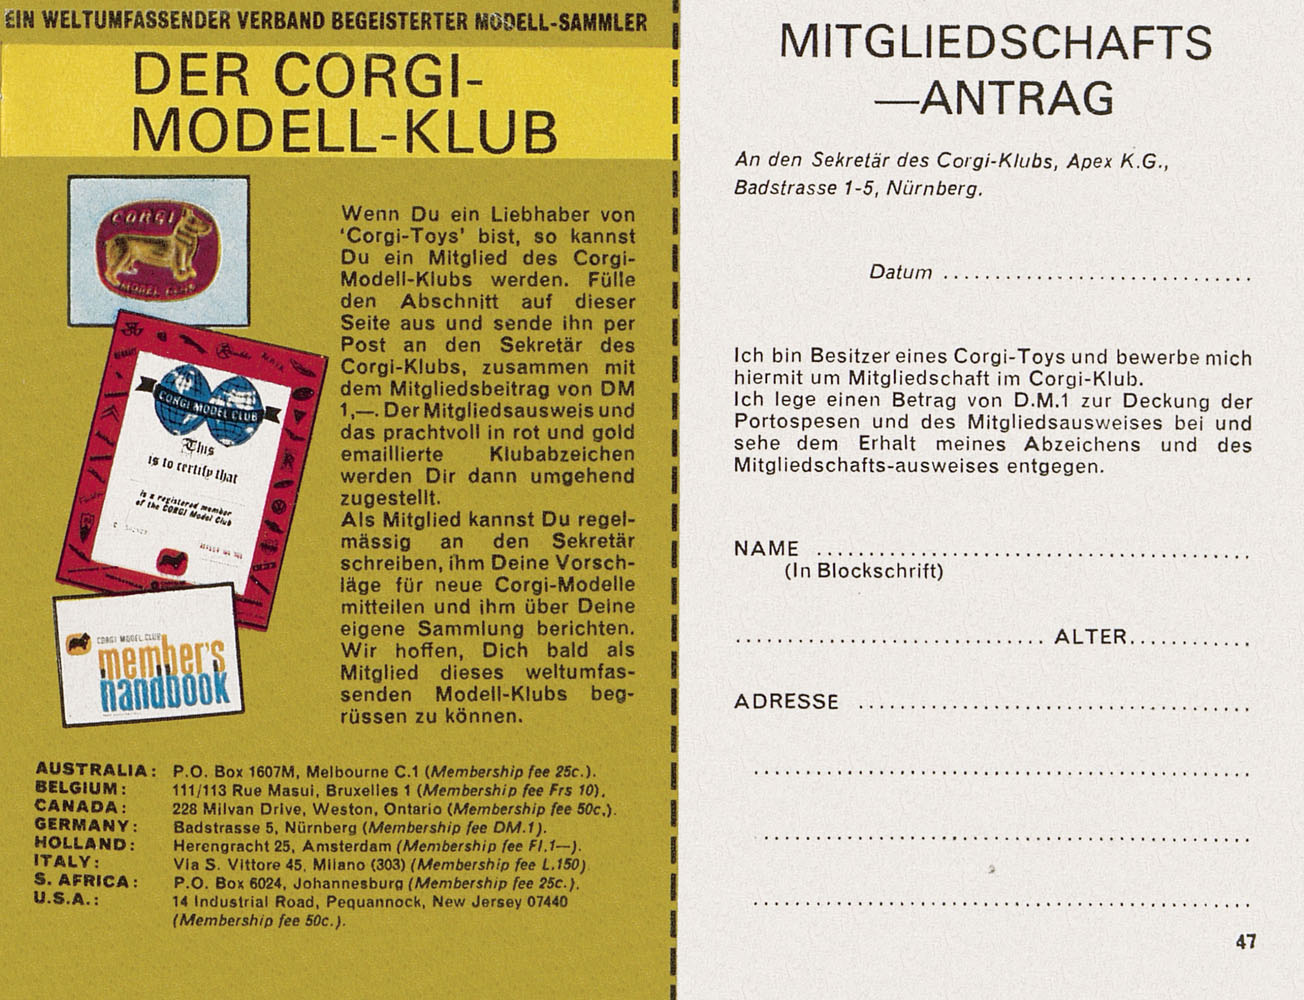 EIN WELTUMFASSENDER VERBAND BEGEISTERTER MODELL-SAMMLER
DER CORGI-
MODELL-KLUB
CORGI
MODEL CLUB
CORGI MODEL CLUB
This
is to certify that
is a registered member
of the CORGI Model Club
CORGI MODEL CLUB
member's
handbook
Wenn Du ein Liebhaber von
‘Corgi-Toys’ bist, so kannst
Du ein Mitglied des Corgi-
Modell-Klubs werden. Fülle
den Abschnitt auf dieser
Seite aus und sende ihn per
Post an den Sekretär des
Corgi-Klubs, zusammen mit
dem Mitgliedsbeitrag von DM
1,—. Der Mitgliedsausweis und
das prachtvoll in rot und gold
emaillierte Klubabzeichen
werden Dir dann umgehend
zugestellt.
Als Mitglied kannst Du regel-
mässig an den Sekretär
schreiben, ihm Deine Vorsch-
läge für neue Corgi-Modelle
mitteilen und ihm über Deine
eigene Sammlung berichten.
Wir hoffen, Dich bald als
Mitglied dieses weltumfas-
senden Modell-Klubs beg-
rüssen zu können.
AUSTRALIA: P.O. Box 1607M, Melbourne C.1 (Membership fee 25c.).
BELGIUM: 111/113 Rue Masui, Bruxelles 1 (Membership fee Frs 10).
CANADA: 228 Milvan Drive, Weston, Ontario (Membership fee 50c.).
GERMANY: Badstrasse 5, Nürnberg (Membership fee DM.1).
HOLLAND: Herengracht 25, Amsterdam (Membership fee Fl.1—).
ITALY: Via S. Vittore 45, Milano (303) (Membership fee L.150)
S. AFRICA: P.O. Box 6024, Johannesburg (Membership fee 25c.).
U.S.A.: 14 Industrial Road, Pequannock, New Jersey 07440
(Membership fee 50c.).
MITGLIEDSCHAFTS
—ANTRAG
An den Sekretär des Corgi-Klubs, Apex K.G.,
Badstrasse 1-5, Nürnberg.
Datum ..............................
Ich bin Besitzer eines Corgi-Toys und bewerbe mich
hiermit um Mitgliedschaft im Corgi-Klub.
Ich lege einen Betrag von D.M.1 zur Deckung der
Portospesen und des Mitgliedsausweises bei und
sehe dem Erhalt meines Abzeichens und des
Mitgliedschafts-ausweises entgegen.
NAME ..........................................
(In Blockschrift)
.............................. ALTER............
ADRESSE ......................................
................................................
...............................................
................................................
47